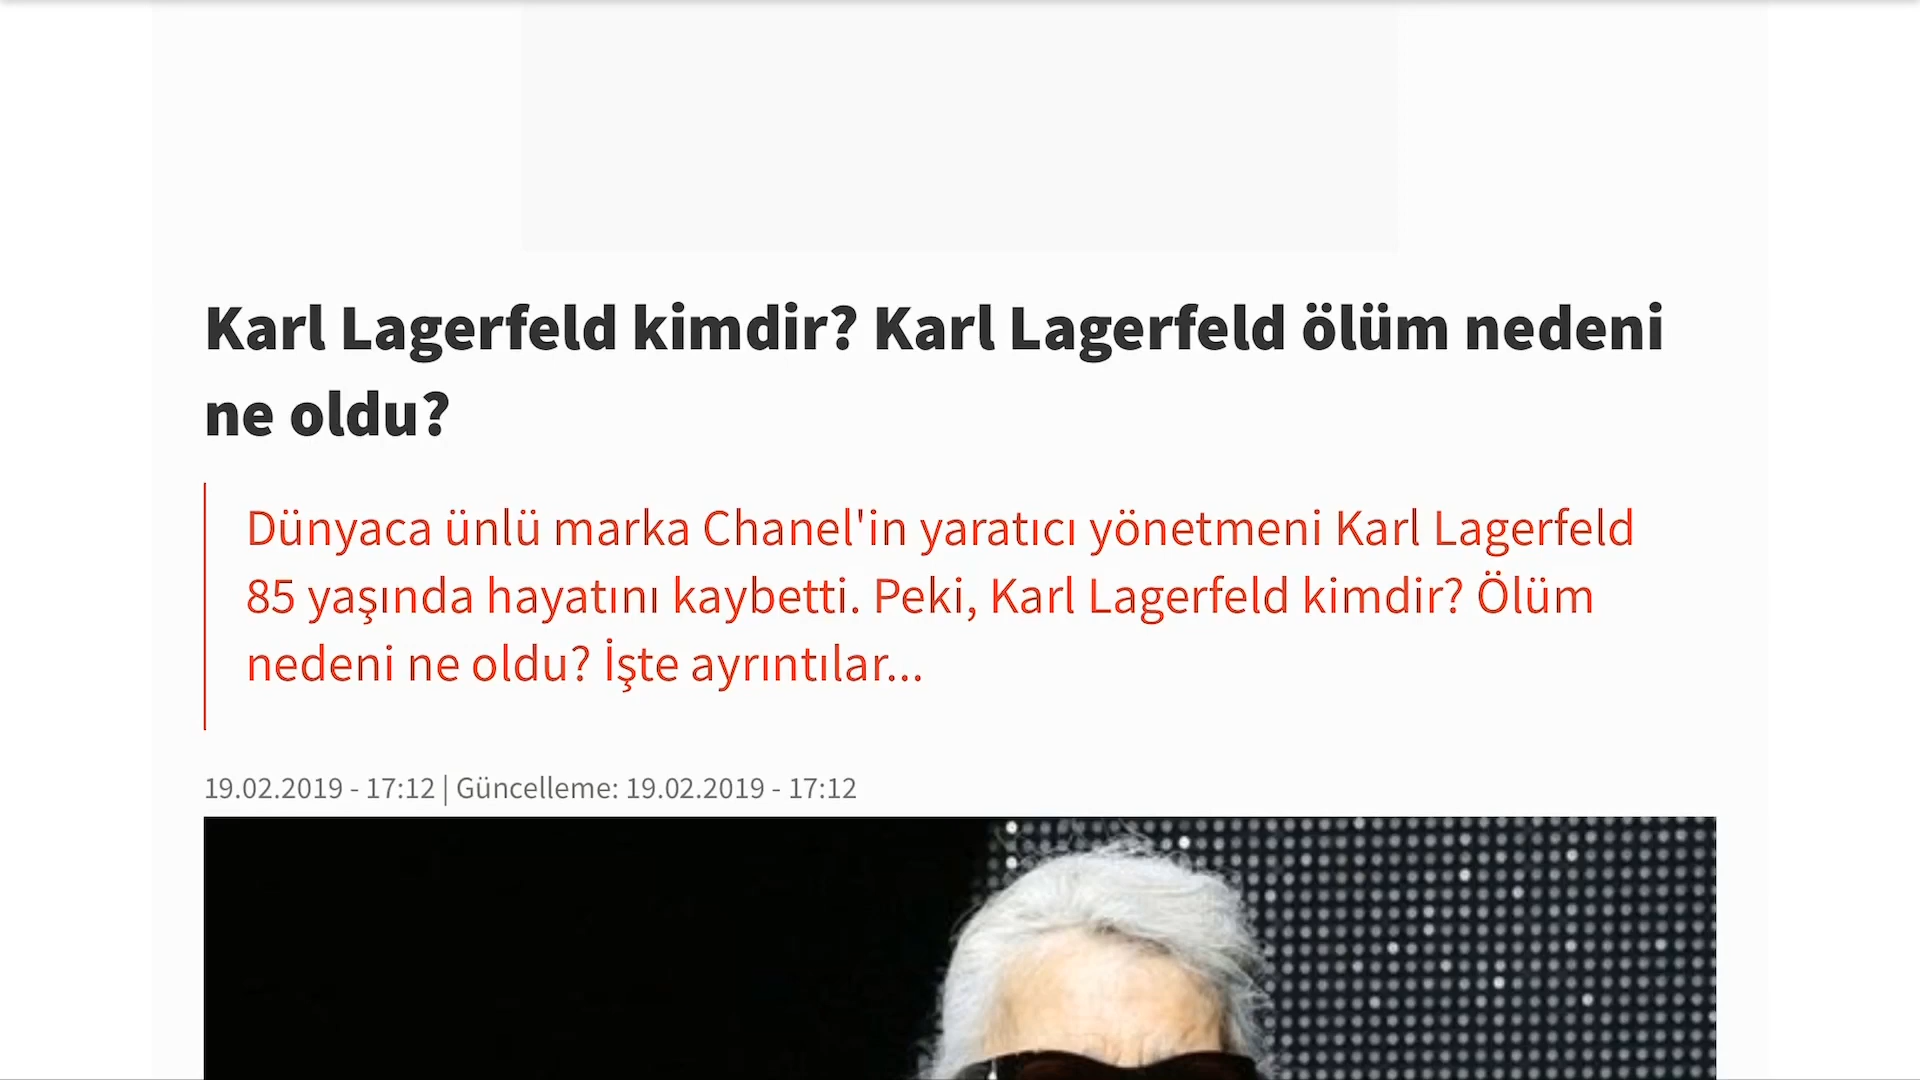 Karl Lagerfeld kimdir? Karl Lagerfeld ölüm nedeni
ne oldu?
Dünyaca ünlü marka Chanel'in yaratıcı yönetmeni Karl Lagerfeld
85 yaşında hayatını kaybetti. Peki, Karl Lagerfeld kimdir? Ölüm
nedeni ne oldu? İşte ayrıntılar...
19.02.2019 - 17:12 | Güncelleme: 19.02.2019 - 17:12